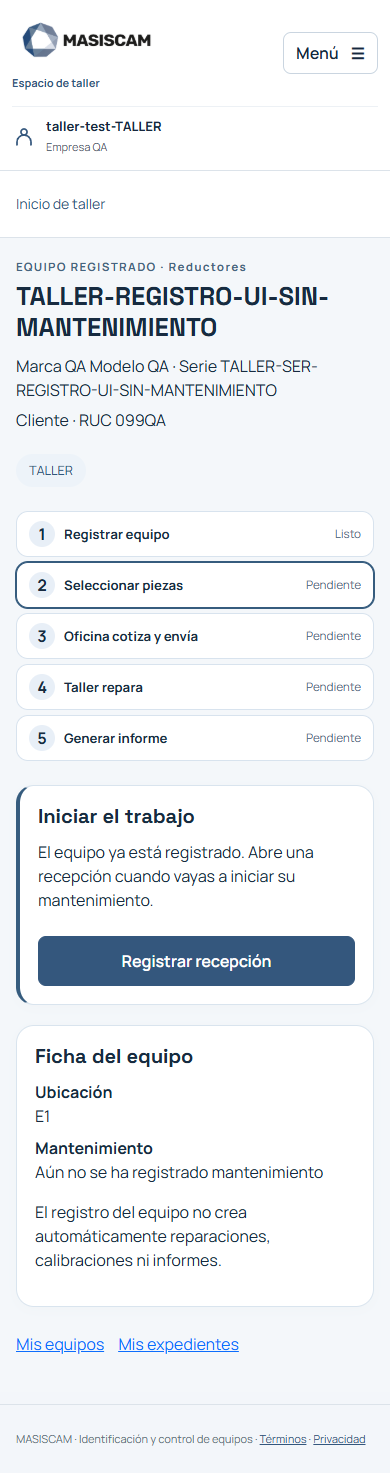 MASISCAM
Menú ☰
Espacio de taller
taller-test-TALLER
Empresa QA
Inicio de taller
EQUIPO REGISTRADO · Reductores
TALLER-REGISTRO-UI-SIN-
MANTENIMIENTO
Marca QA Modelo QA · Serie TALLER-SER-
REGISTRO-UI-SIN-MANTENIMIENTO
Cliente · RUC 099QA
TALLER
1 Registrar equipo Listo
2 Seleccionar piezas Pendiente
3 Oficina cotiza y envía Pendiente
4 Taller repara Pendiente
5 Generar informe Pendiente
Iniciar el trabajo
El equipo ya está registrado. Abre una
recepción cuando vayas a iniciar su
mantenimiento.
Registrar recepción
Ficha del equipo
Ubicación
E1
Mantenimiento
Aún no se ha registrado mantenimiento
El registro del equipo no crea
automáticamente reparaciones,
calibraciones ni informes.
Mis equipos Mis expedientes
MASISCAM · Identificación y control de equipos · Términos · Privacidad